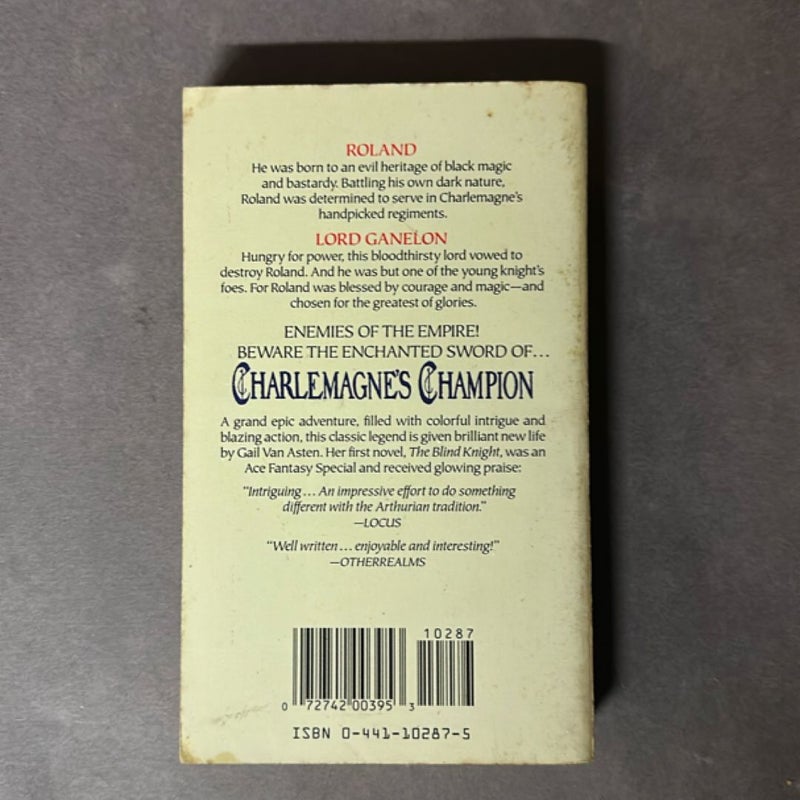 ROLAND
He was born to an evil heritage of black magic
and bastardy. Battling his own dark nature,
Roland was determined to serve in Charlemagne's
handpicked regiments.
LORD GANELON
Hungry for power, this bloodthirsty lord vowed to
destroy Roland. And he was but one of the young knight's
foes. For Roland was blessed by courage and magic—and
chosen for the greatest of glories.
ENEMIES OF THE EMPIRE!
BEWARE THE ENCHANTED SWORD OF...
CHARLEMAGNE'S CHAMPION
A grand epic adventure, filled with colorful intrigue and
blazing action, this classic legend is given brilliant new life
by Gail Van Asten. Her first novel, The Blind Knight, was an
Ace Fantasy Special and received glowing praise:
"Intriguing... An impressive effort to do something
different with the Arthurian tradition."
—LOCUS
"Well written... enjoyable and interesting!"
—OTHERREALMS
10287
0 72742 00395 3
ISBN 0-441-10287-5